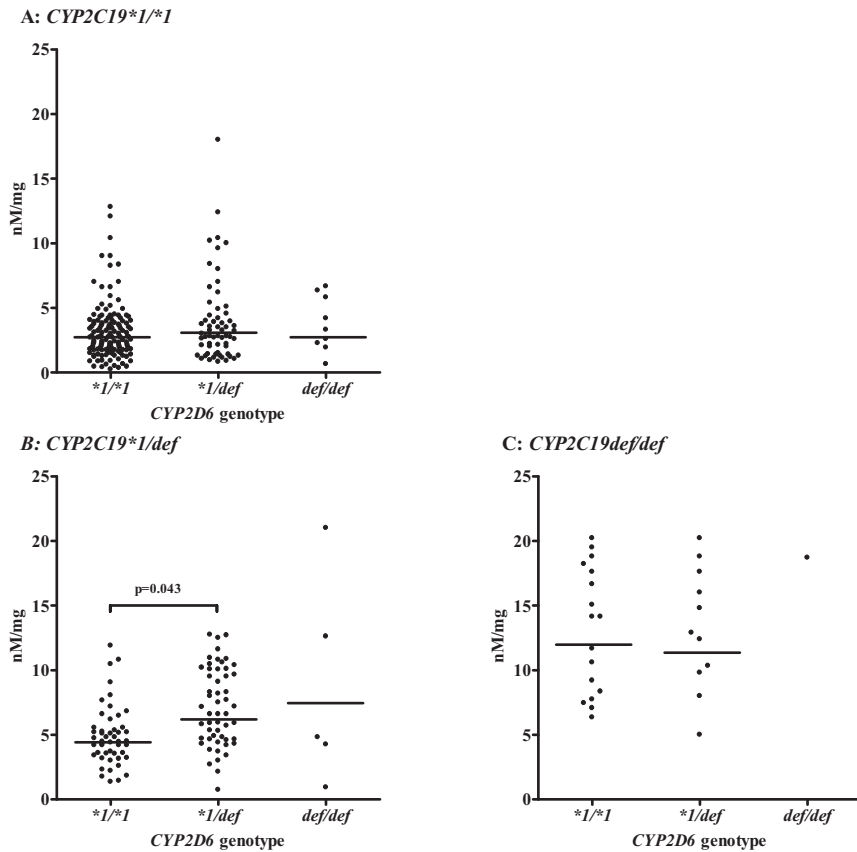 A: CYP2C19*1/*1
25
20
15
10
5
0
nM/mg
*1/*1 *1/def def/def
CYP2D6 genotype
B: CYP2C19*1/def
25
20
15
10
5
0
nM/mg
p=0.043
*1/*1 *1/def def/def
CYP2D6 genotype
C: CYP2C19def/def
25
20
15
10
5
0
nM/mg
*1/*1 *1/def def/def
CYP2D6 genotype